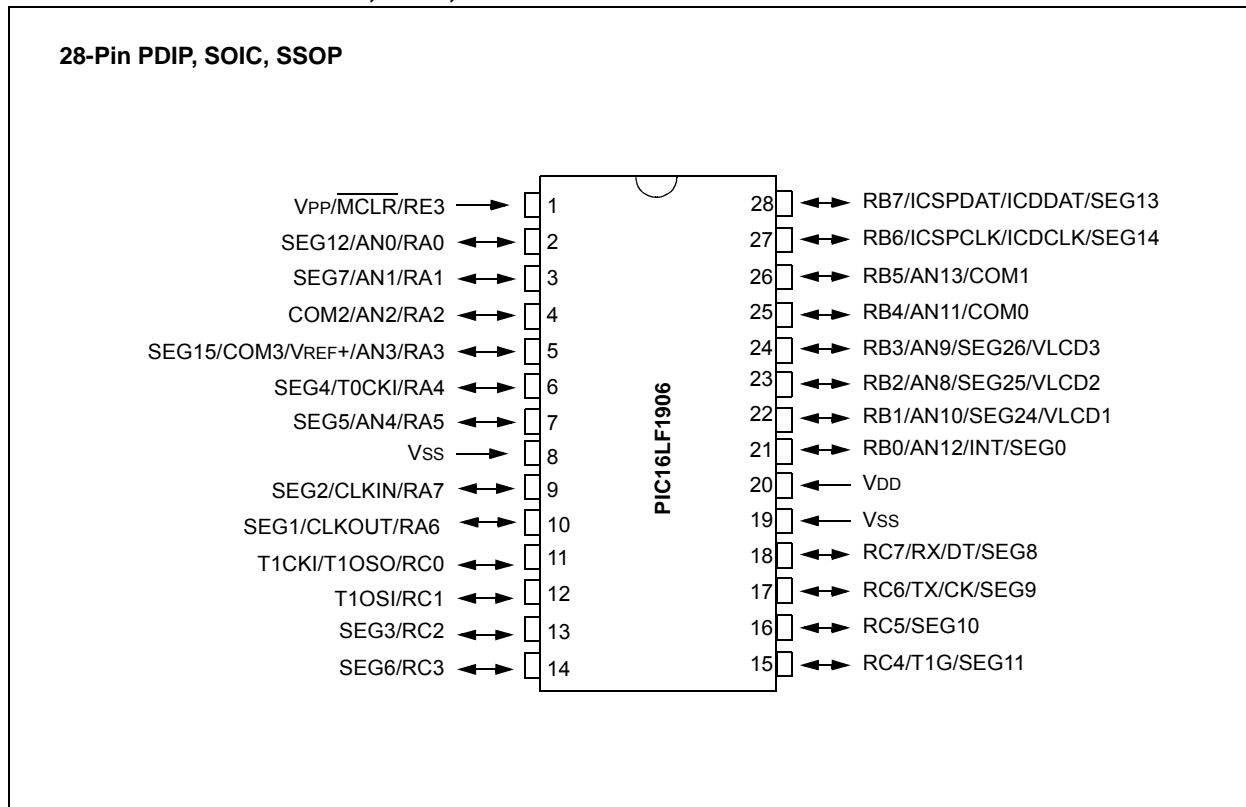 28-Pin PDIP, SOIC, SSOP
VPP/MCLR/RE3 1
SEG12/AN0/RA0 2
SEG7/AN1/RA1 3
COM2/AN2/RA2 4
SEG15/COM3/VREF+/AN3/RA3 5
SEG4/T0CKI/RA4 6
SEG5/AN4/RA5 7
VSS 8
SEG2/CLKIN/RA7 9
SEG1/CLKOUT/RA6 10
T1CKI/T1OSO/RC0 11
T1OSI/RC1 12
SEG3/RC2 13
SEG6/RC3 14
PIC16LF1906
28 RB7/ICSPDAT/ICDDAT/SEG13
27 RB6/ICSPCLK/ICDCLK/SEG14
26 RB5/AN13/COM1
25 RB4/AN11/COM0
24 RB3/AN9/SEG26/VLCD3
23 RB2/AN8/SEG25/VLCD2
22 RB1/AN10/SEG24/VLCD1
21 RB0/AN12/INT/SEG0
20 VDD
19 VSS
18 RC7/RX/DT/SEG8
17 RC6/TX/CK/SEG9
16 RC5/SEG10
15 RC4/T1G/SEG11